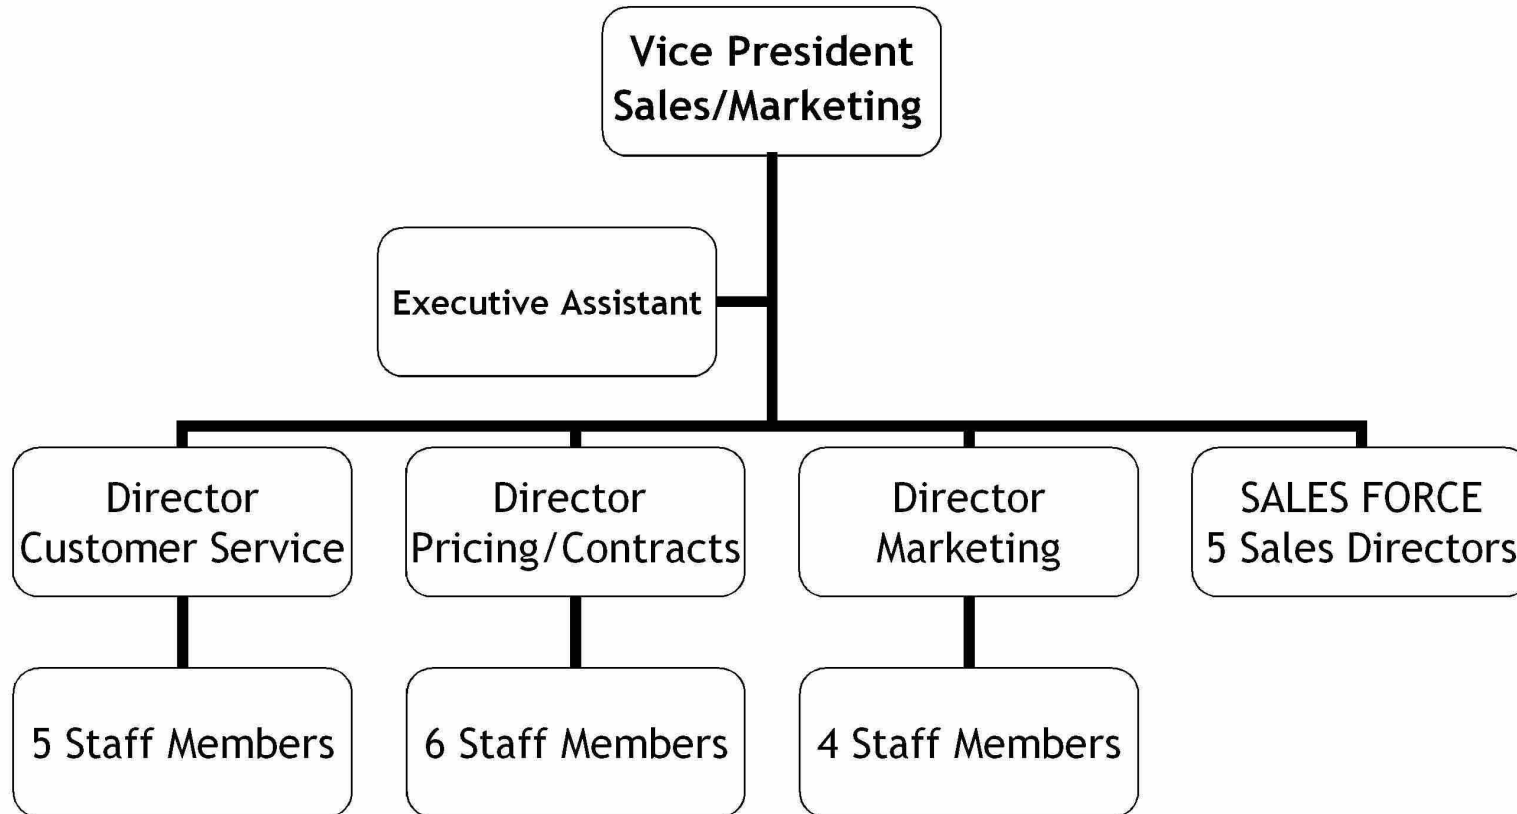 Vice President
Sales/Marketing
Executive Assistant
Director
Customer Service
Director
Pricing/Contracts
Director
Marketing
SALES FORCE
5 Sales Directors
5 Staff Members
6 Staff Members
4 Staff Members